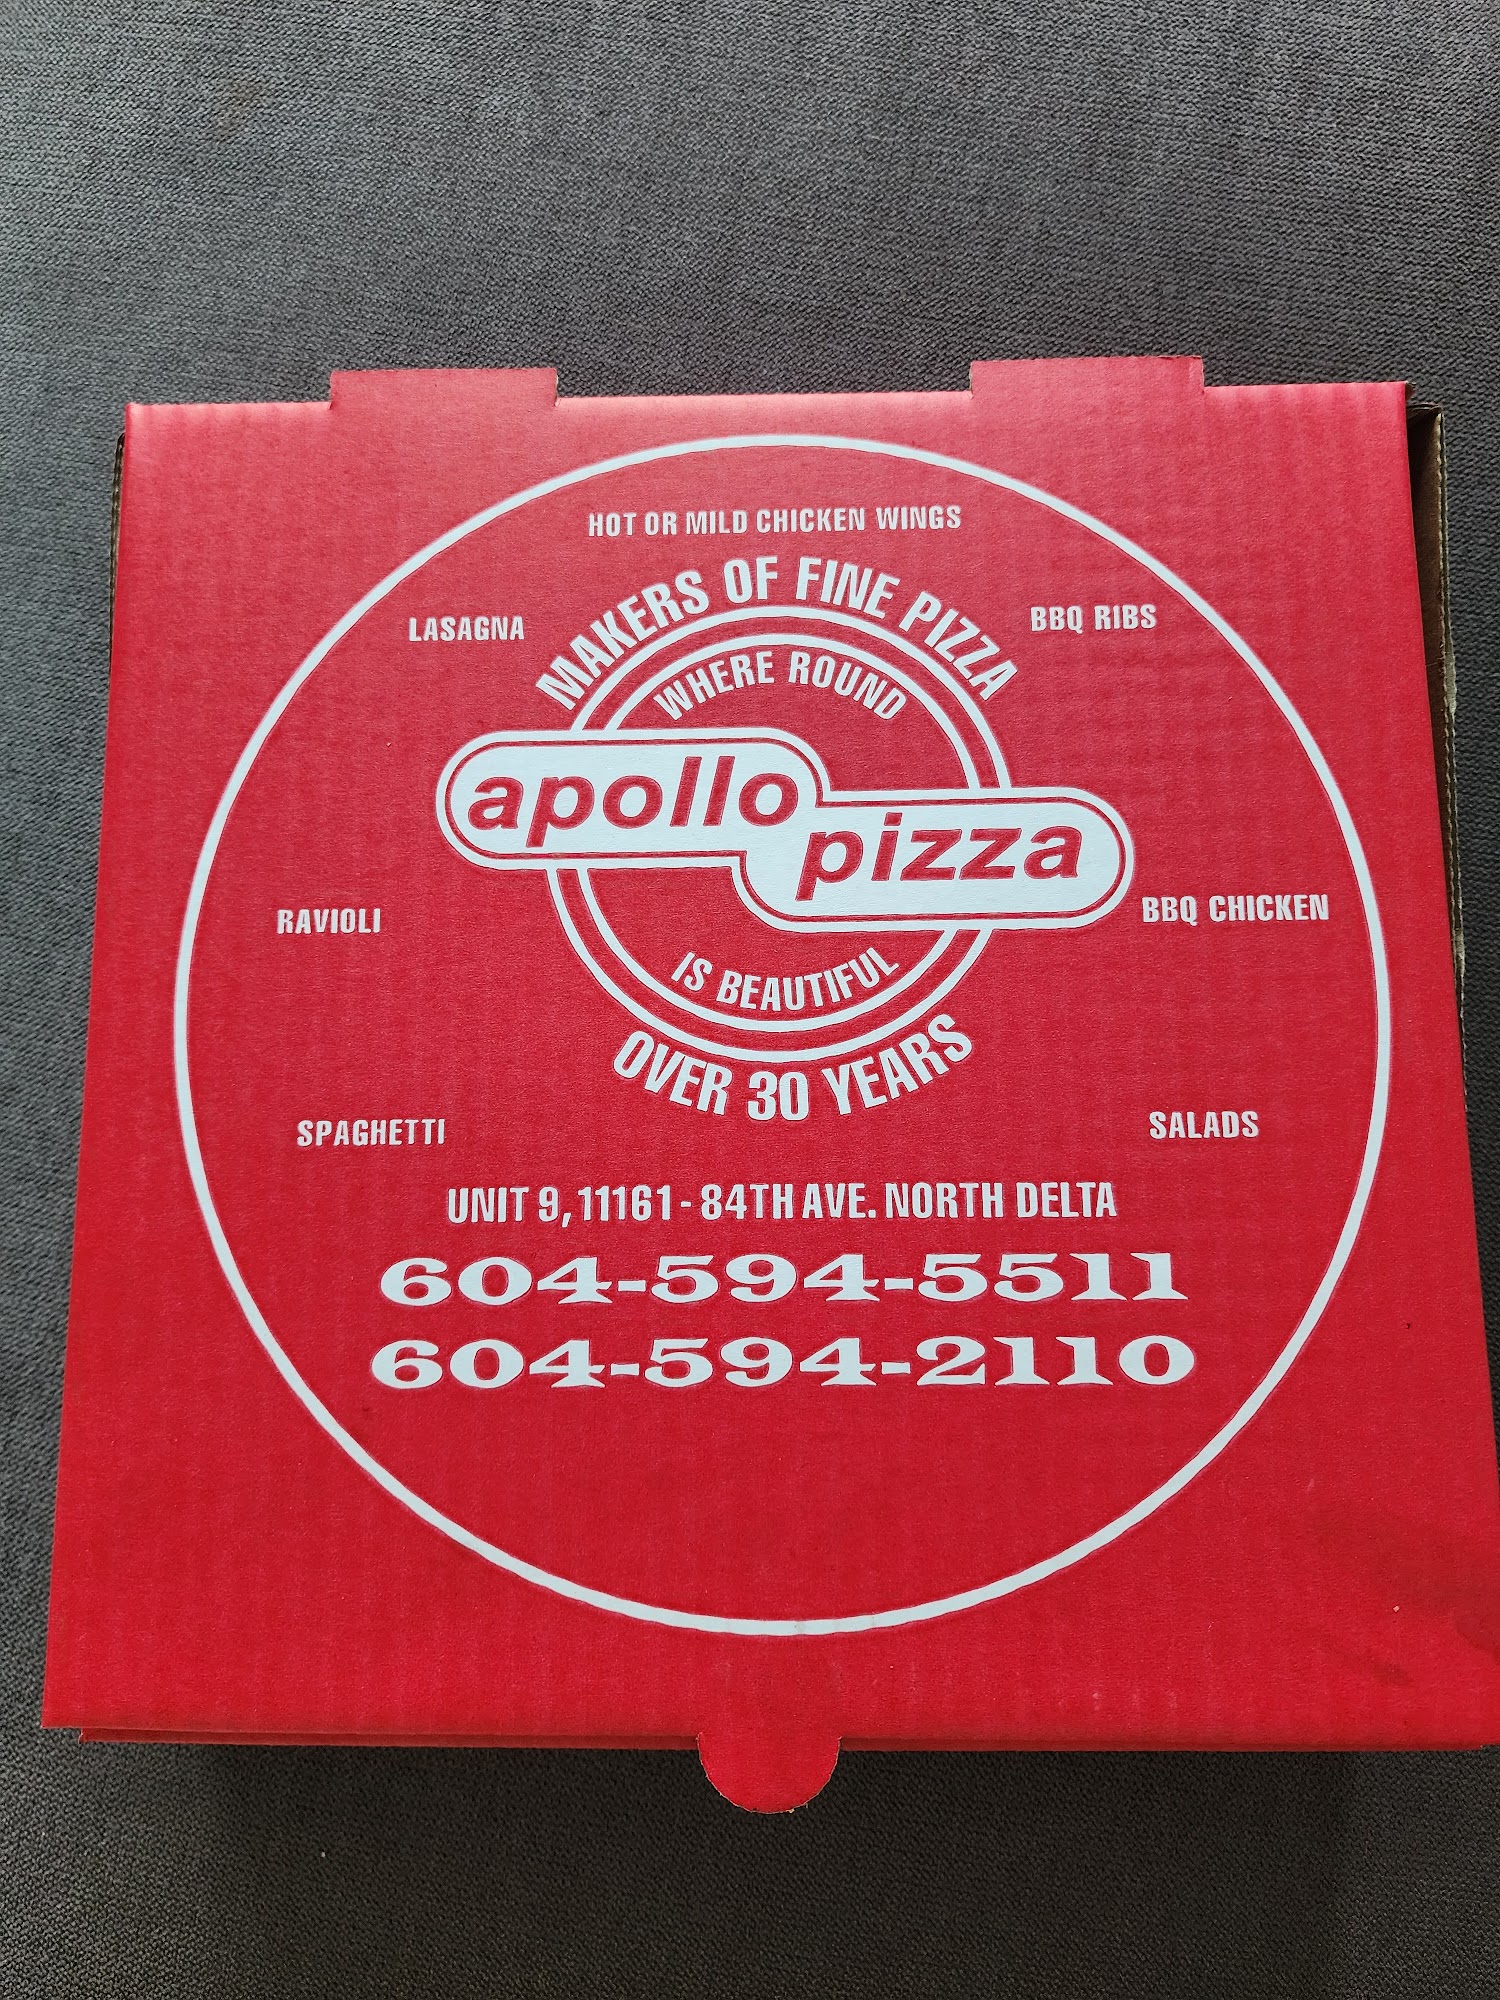 HOT OR MILD CHICKEN WINGS
MAKERS OF FINE PIZZA
LASAGNA
BBQ RIBS
WHERE ROUND
apollo
pizza
RAVIOLI
BBQ CHICKEN
IS BEAUTIFUL
OVER 30 YEARS
SPAGHETTI
SALADS
UNIT 9, 11161 - 84TH AVE. NORTH DELTA
604-594-5511
604-594-2110